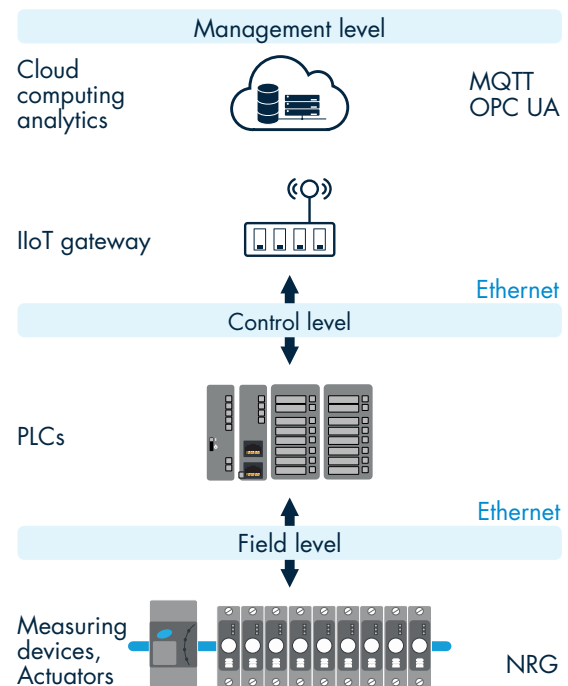 Management level
Cloud
computing
analytics
MQTT
OPC UA
IIoT gateway
Ethernet
Control level
PLCs
Ethernet
Field level
Measuring
devices,
Actuators
NRG